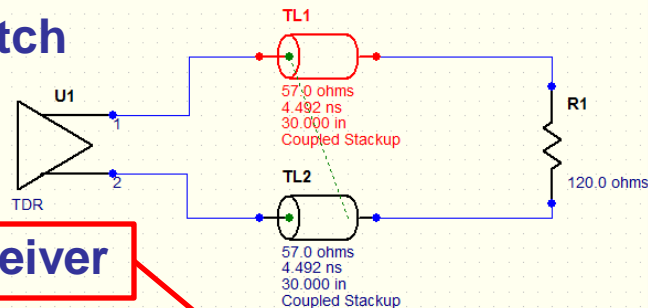 tch
TL1
U1
57.0 ohms
4.492 ns
30.000 in
Coupled Stackup
R1
1
120.0 ohms
TL2
2
TDR
eiver
57.0 ohms
4.492 ns
30.000 in
Coupled Stackup